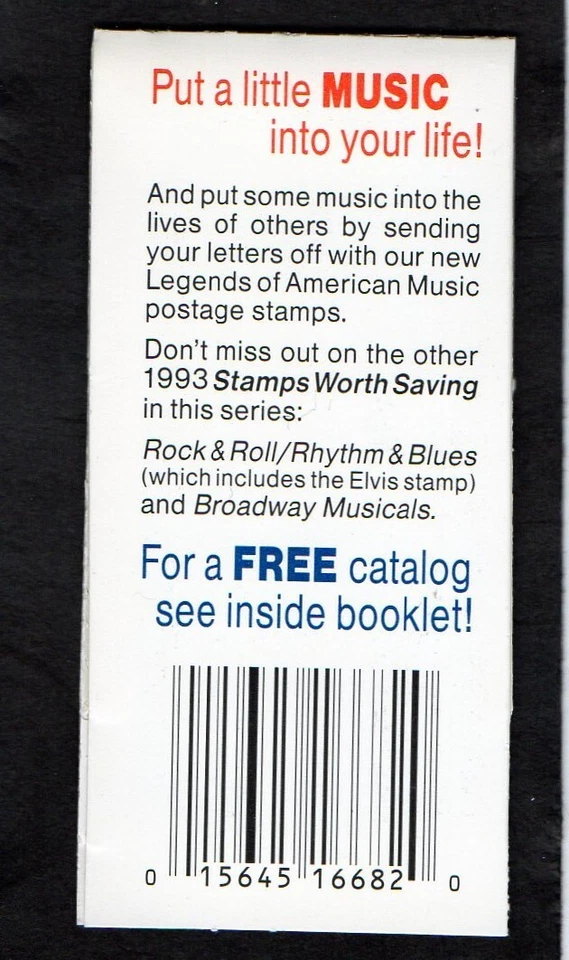 Put a little MUSIC
into your life!
And put some music into the
lives of others by sending
your letters off with our new
Legends of American Music
postage stamps.
Don't miss out on the other
1993 Stamps Worth Saving
in this series:
Rock & Roll/Rhythm & Blues
(which includes the Elvis stamp)
and Broadway Musicals.
For a FREE catalog
see inside booklet!
0 15645 16682 0